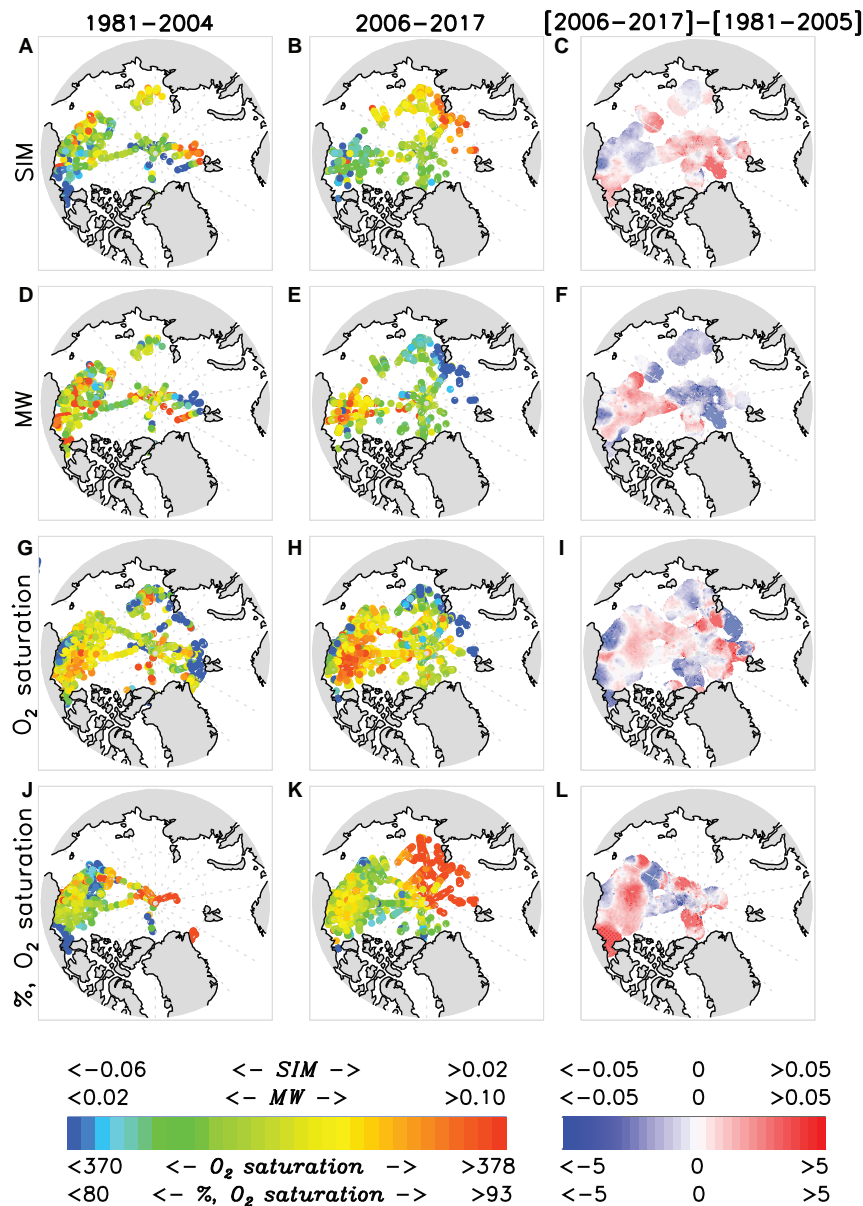 1981-2004 2006-2017 [2006-2017]-[1981-2005]
A B C
SIM
D E F
MW
G H I
O₂ saturation
J K L
%, O₂ saturation
<-0.06 <- SIM -> >0.02 <-0.05 0 >0.05
<0.02 <- MW -> >0.10 <-0.05 0 >0.05
<370 <- O₂ saturation -> >378 <-5 0 >5
<80 <- %, O₂ saturation -> >93 <-5 0 >5